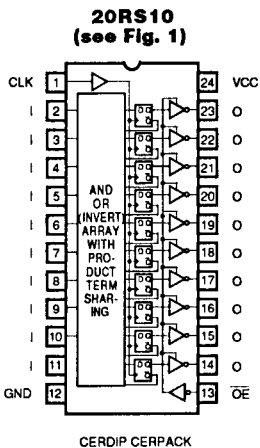 20RS10
(see Fig. 1)
CLK 1 24 VCC
I 2 23 O
I 3 22 O
I 4 21 O
I 5 20 O
I 6 19 O
I 7 18 O
I 8 17 O
I 9 16 O
I 10 15 O
I 11 14 O
GND 12 13 OE
AND
OR
(INVERT)
ARRAY
WITH
PRO-
DUCT
TERM
SHAR-
ING
CERDIP CERPACK